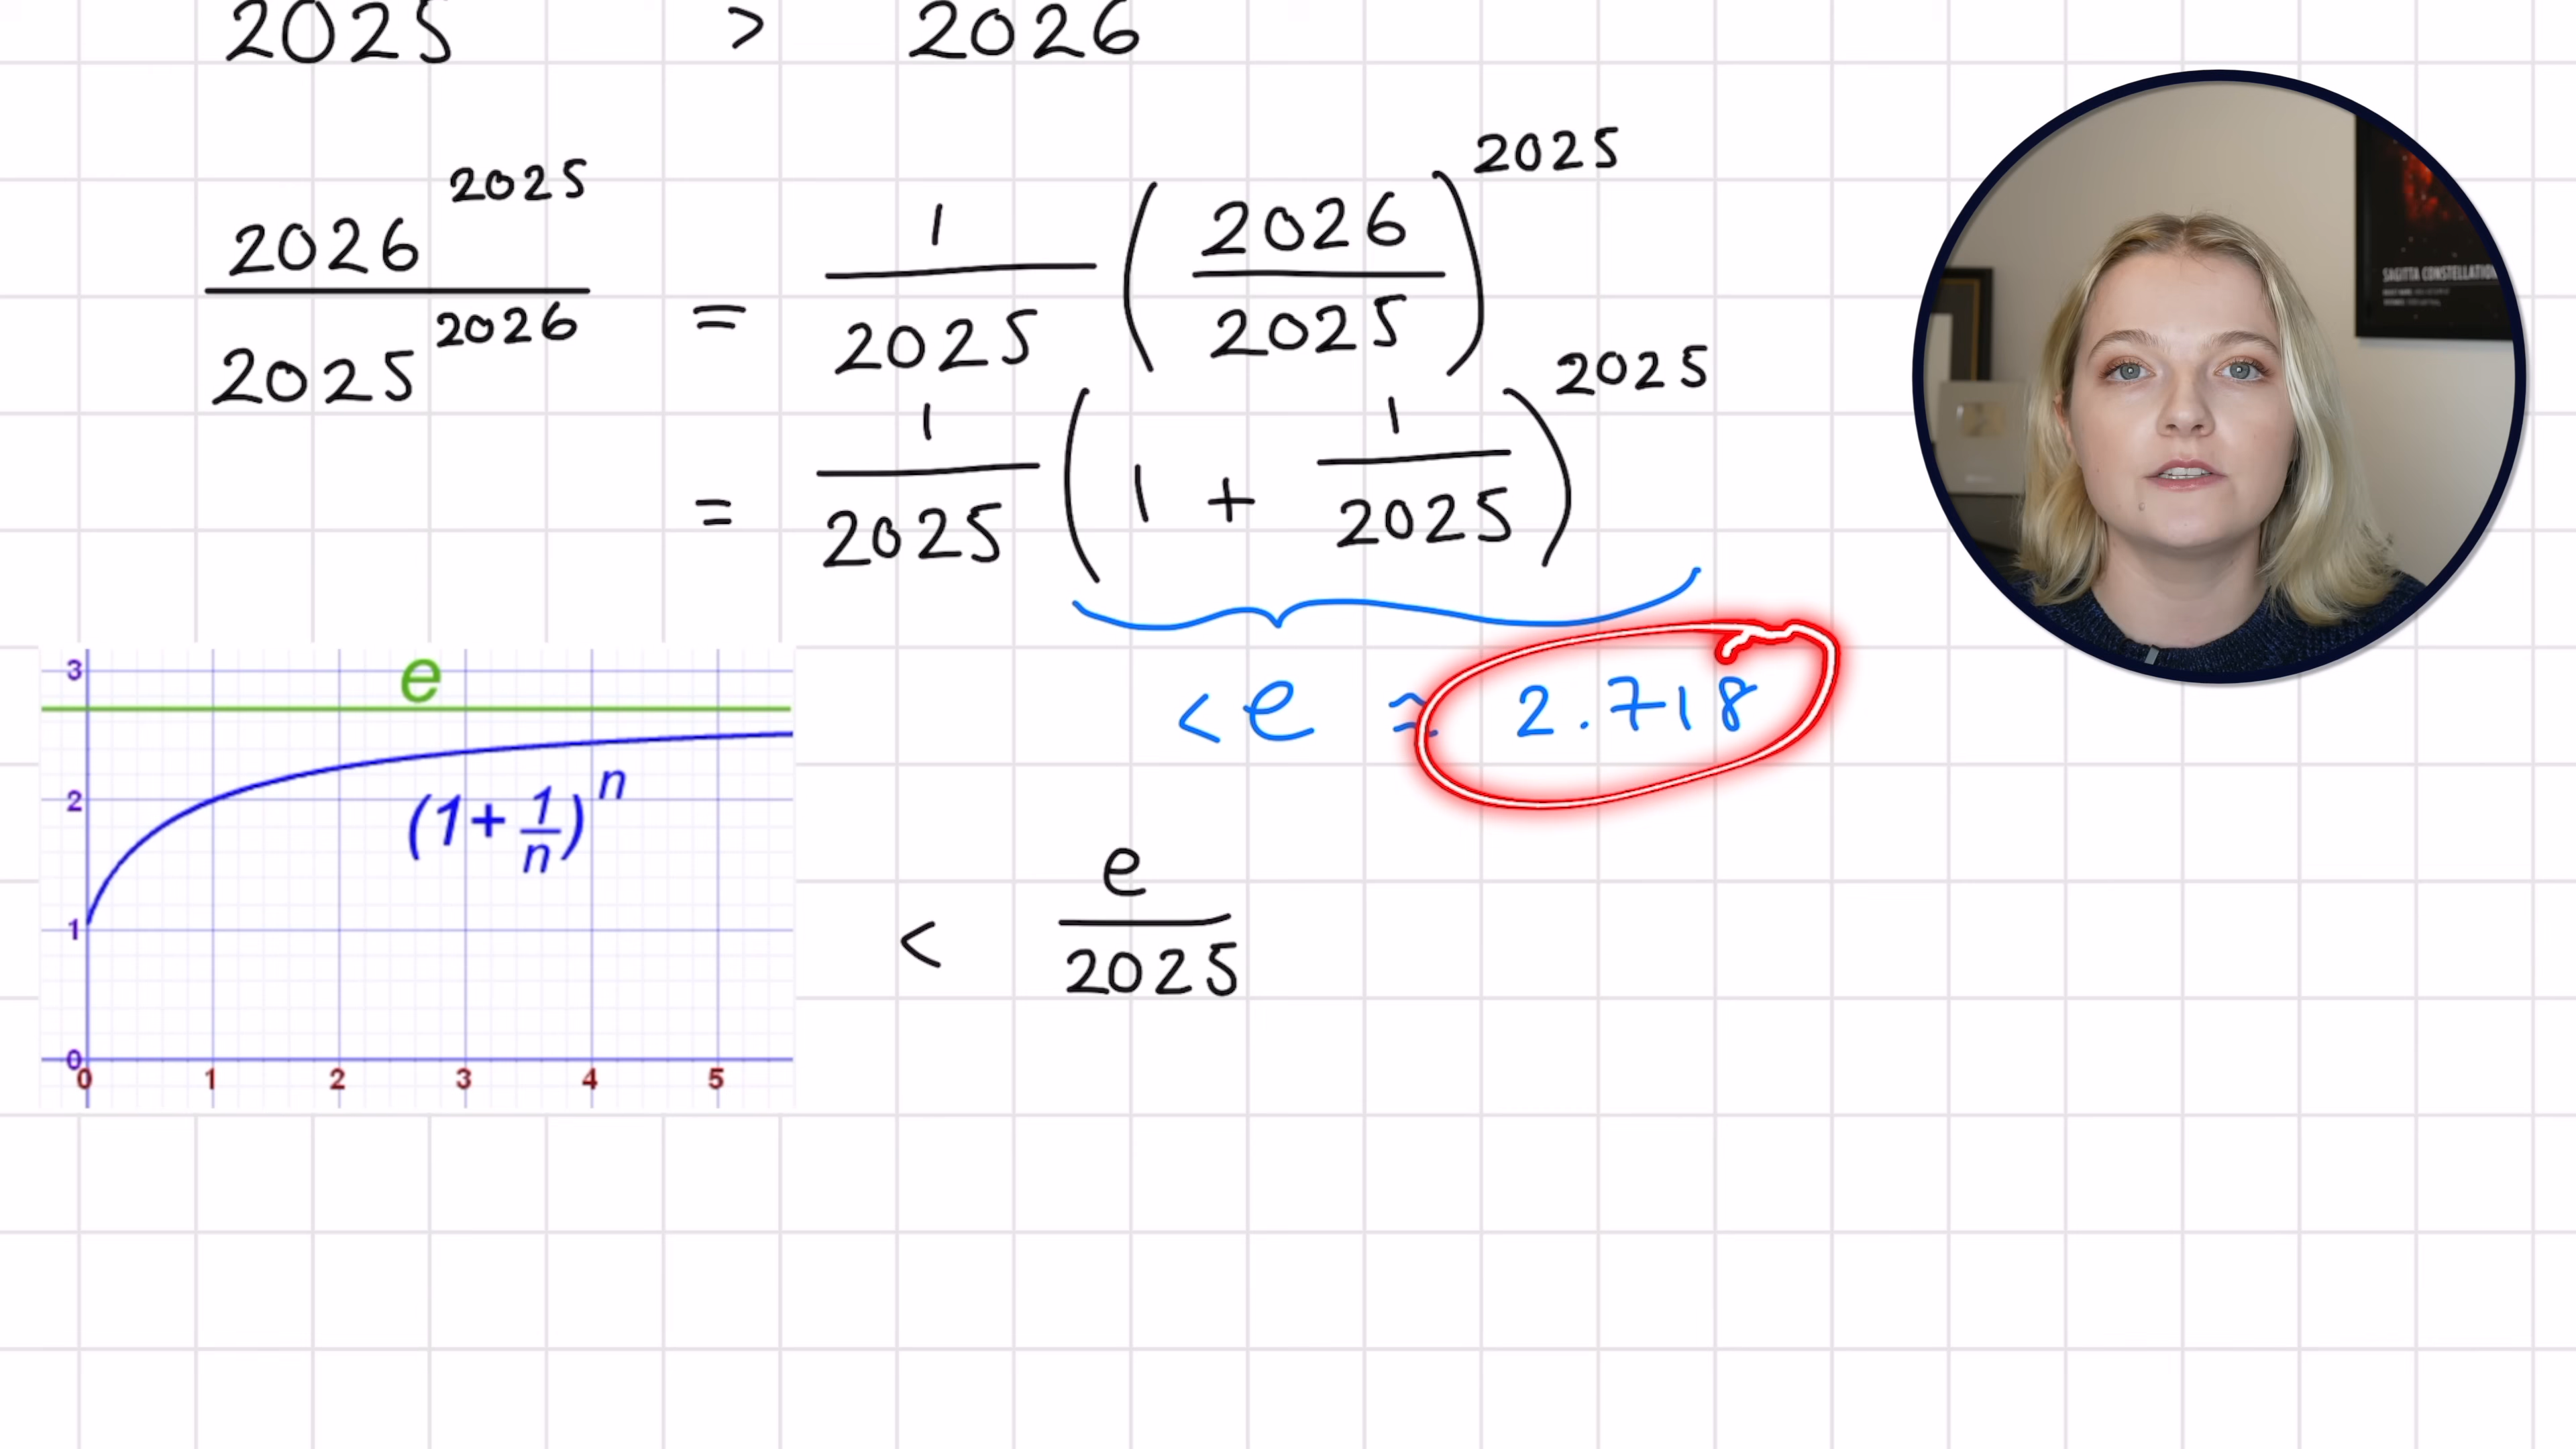 2025 > 2026
2026^2025 / 2025^2026 = 1/2025 (2026/2025)^2025
= 1/2025 (1 + 1/2025)^2025
< e ≈ 2.718
< e/2025
e
(1+1/n)^n
3
2
1
0
0 1 2 3 4 5
SAGITTA CONSTELLATION